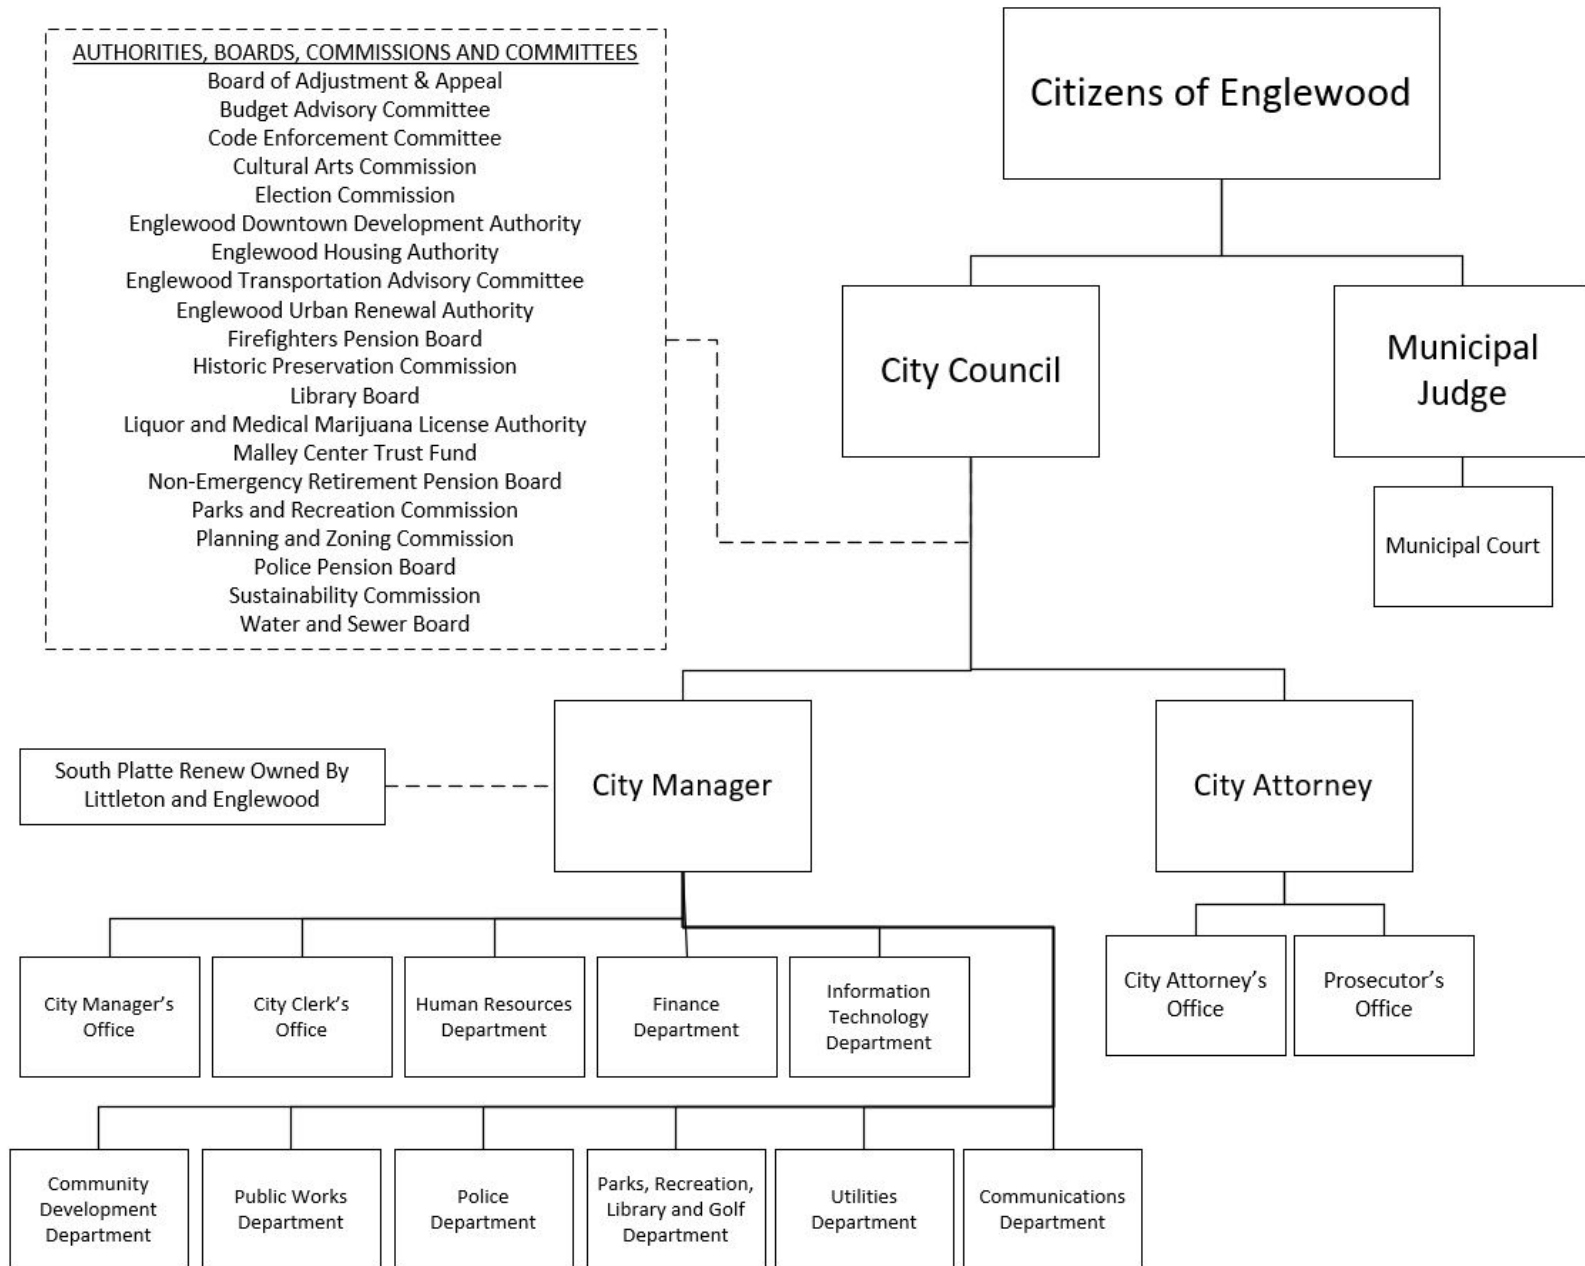 AUTHORITIES, BOARDS, COMMISSIONS AND COMMITTEES
Board of Adjustment & Appeal
Budget Advisory Committee
Code Enforcement Committee
Cultural Arts Commission
Election Commission
Englewood Downtown Development Authority
Englewood Housing Authority
Englewood Transportation Advisory Committee
Englewood Urban Renewal Authority
Firefighters Pension Board
Historic Preservation Commission
Library Board
Liquor and Medical Marijuana License Authority
Malley Center Trust Fund
Non-Emergency Retirement Pension Board
Parks and Recreation Commission
Planning and Zoning Commission
Police Pension Board
Sustainability Commission
Water and Sewer Board
Citizens of Englewood
City Council
Municipal
Judge
Municipal Court
South Platte Renew Owned By
Littleton and Englewood
City Manager
City Attorney
City Manager's
Office
City Clerk's
Office
Human Resources
Department
Finance
Department
Information
Technology
Department
City Attorney's
Office
Prosecutor's
Office
Community
Development
Department
Public Works
Department
Police
Department
Parks, Recreation,
Library and Golf
Department
Utilities
Department
Communications
Department